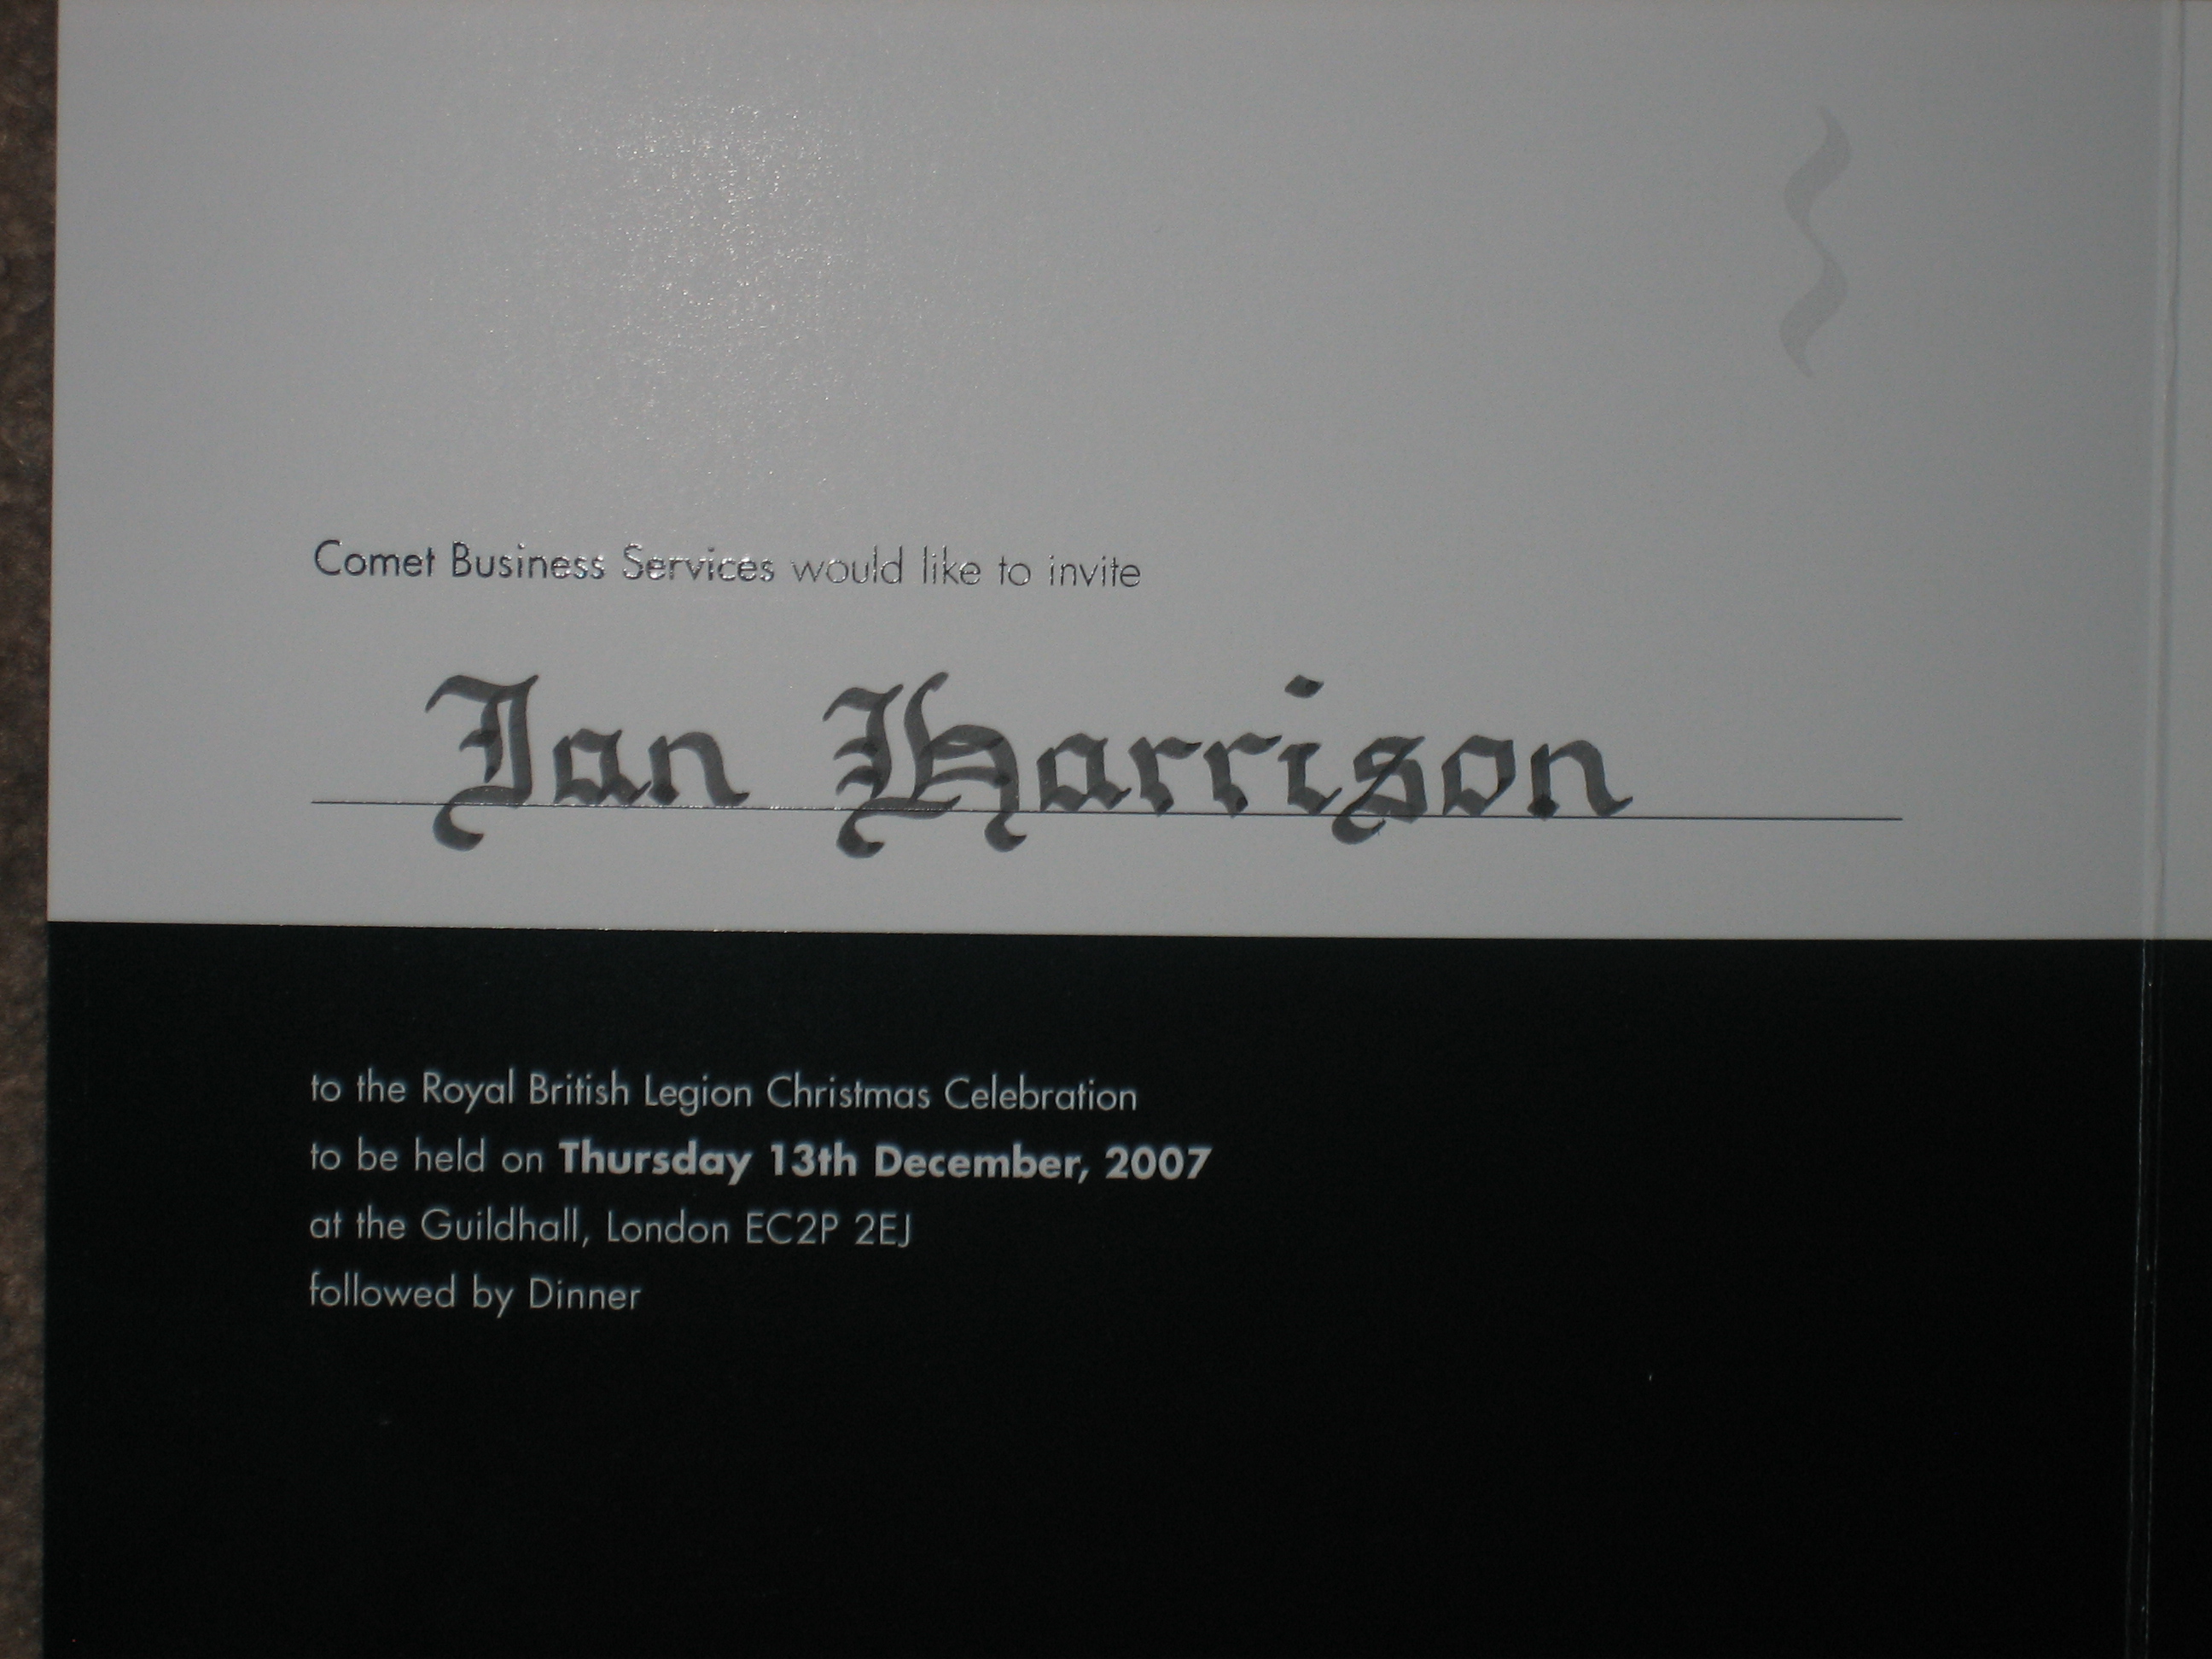 Comet Business Services would like to invite
Ian Harrison
to the Royal British Legion Christmas Celebration
to be held on Thursday 13th December, 2007
at the Guildhall, London EC2P 2EJ
followed by Dinner